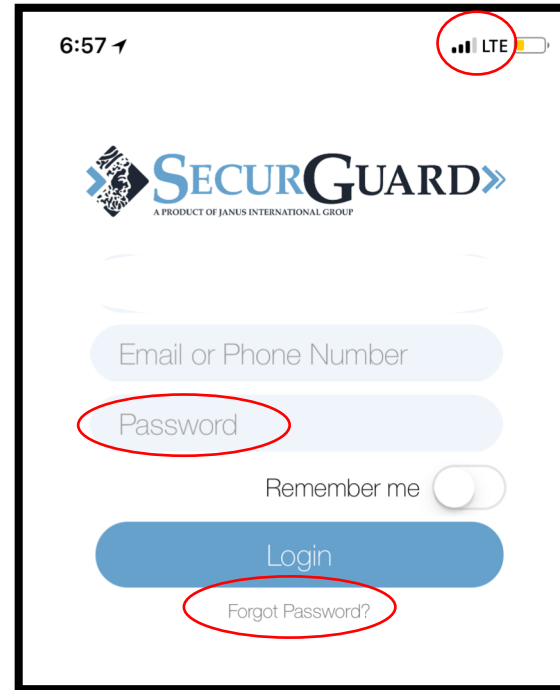 6:57
LTE
SECURGUARD
A PRODUCT OF JANUS INTERNATIONAL GROUP
Email or Phone Number
Password
Remember me
Login
Forgot Password?